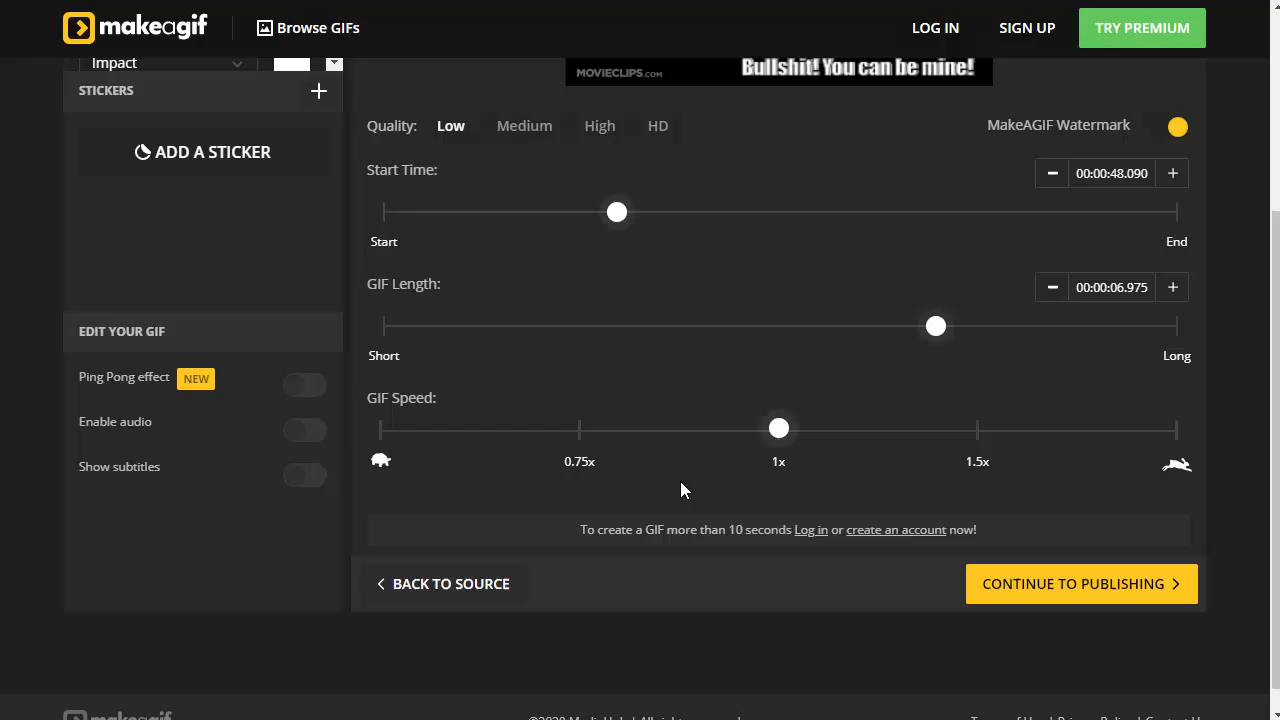 makeagif
Browse GIFs
LOG IN
SIGN UP
TRY PREMIUM
Impact
STICKERS
ADD A STICKER
EDIT YOUR GIF
Ping Pong effect NEW
Enable audio
Show subtitles
MOVIECLIPS.COM
Bullshit! You can be mine!
Quality: Low Medium High HD
MakeAGIF Watermark
Start Time:
00:00:48.090
Start
End
GIF Length:
00:00:06.975
Short
Long
GIF Speed:
0.75x
1x
1.5x
To create a GIF more than 10 seconds Log in or create an account now!
BACK TO SOURCE
CONTINUE TO PUBLISHING
makeagif